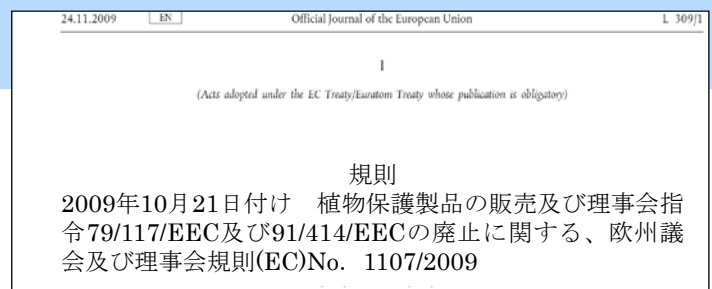 24.11.2009 EN Official Journal of the European Union L 309/1
I
(Acts adopted under the EC Treaty/Euratom Treaty whose publication is obligatory)
規則
2009年10月21日付け　植物保護製品の販売及び理事会指
令79/117/EEC及び91/414/EECの廃止に関する、欧州議
会及び理事会規則(EC)No. 1107/2009